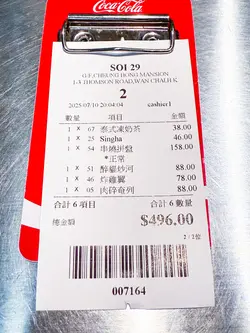 Coca-Cola
SOI 29
G/F,CHEUNG HONG MANSION
1-3 THOMSON ROAD,WAN CHAI H.K
2
2025/07/10 20:04:04 cashier1
數量 項目 金額
1 X 67 泰式凍奶茶 38.00
1 X 25 Singha 46.00
1 X 54 串燒拼盤 158.00
*正常
1 X 51 醉貓炒河 88.00
1 X 46 炸雞翼 78.00
1 X 05 肉碎奄列 88.00
合計 6 項目 合計 6 數量
總金額 $496.00
2 / 2位
007164